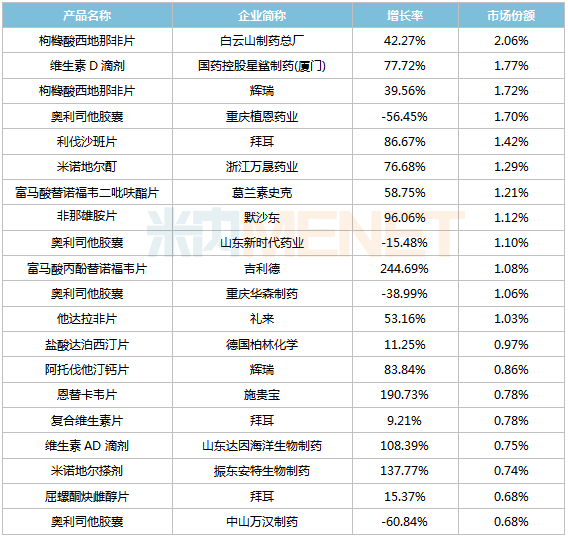 产品名称 企业简称 增长率 市场份额
枸橼酸西地那非片 白云山制药总厂 42.27% 2.06%
维生素 D 滴剂 国药控股星鲨制药(厦门) 77.72% 1.77%
枸橼酸西地那非片 辉瑞 39.56% 1.72%
奥利司他胶囊 重庆植恩药业 -56.45% 1.70%
利伐沙班片 拜耳 86.67% 1.42%
米诺地尔酊 浙江万晟药业 76.68% 1.29%
富马酸替诺福韦二吡呋酯片 葛兰素史克 58.75% 1.21%
非那雄胺片 默沙东 96.06% 1.12%
奥利司他胶囊 山东新时代药业 -15.48% 1.10%
富马酸丙酚替诺福韦片 吉利德 244.69% 1.08%
奥利司他胶囊 重庆华森制药 -38.99% 1.06%
他达拉非片 礼来 53.16% 1.03%
盐酸达泊西汀片 德国柏林化学 11.25% 0.97%
阿托伐他汀钙片 辉瑞 83.84% 0.86%
恩替卡韦片 施贵宝 190.73% 0.78%
复合维生素片 拜耳 9.21% 0.78%
维生素 AD 滴剂 山东达因海洋生物制药 108.39% 0.75%
米诺地尔搽剂 振东安特生物制药 137.77% 0.74%
屈螺酮炔雌醇片 拜耳 15.37% 0.68%
奥利司他胶囊 中山万汉制药 -60.84% 0.68%
米内MENET